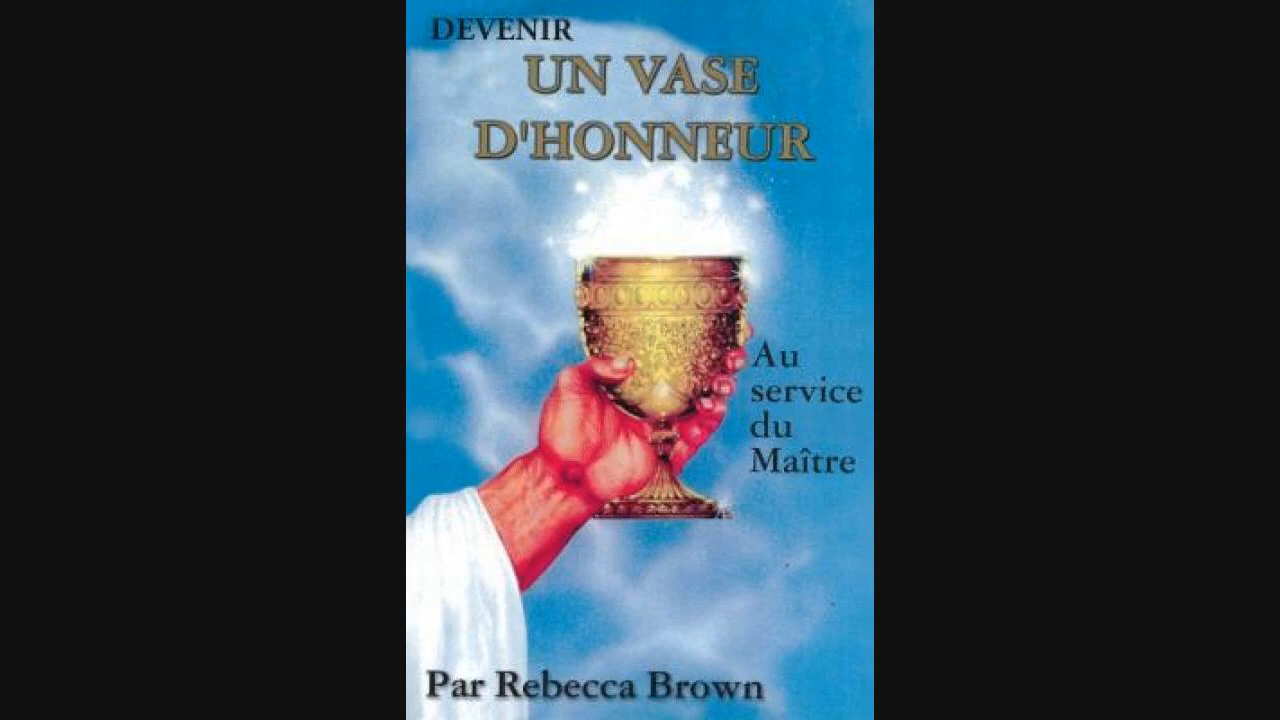 DEVENIR
UN VASE
D'HONNEUR
Au
service
du
Maître
Par Rebecca Brown